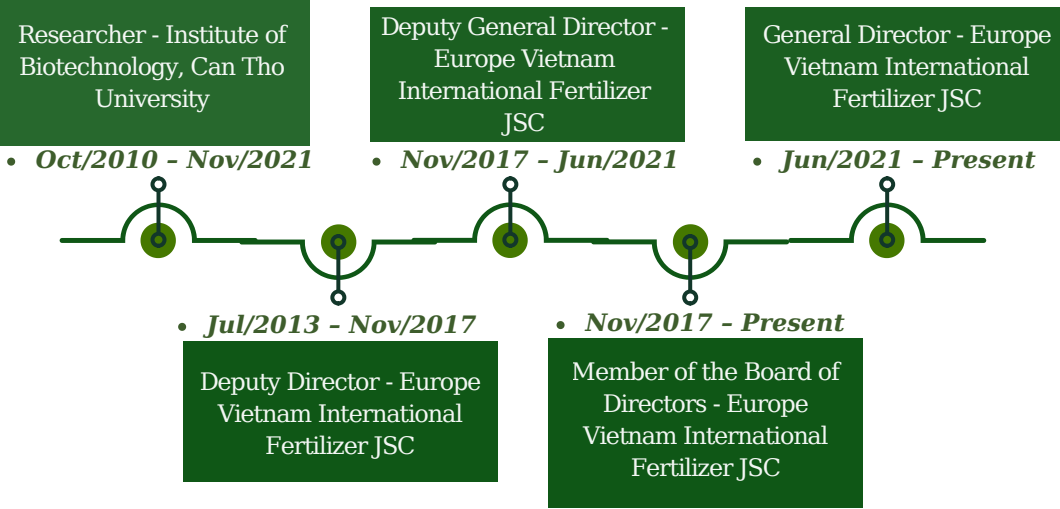 Researcher - Institute of
Biotechnology, Can Tho
University
• Oct/2010 – Nov/2021
Deputy General Director -
Europe Vietnam
International Fertilizer
JSC
• Nov/2017 – Jun/2021
General Director - Europe
Vietnam International
Fertilizer JSC
• Jun/2021 – Present
• Jul/2013 – Nov/2017
Deputy Director - Europe
Vietnam International
Fertilizer JSC
• Nov/2017 – Present
Member of the Board of
Directors - Europe
Vietnam International
Fertilizer JSC